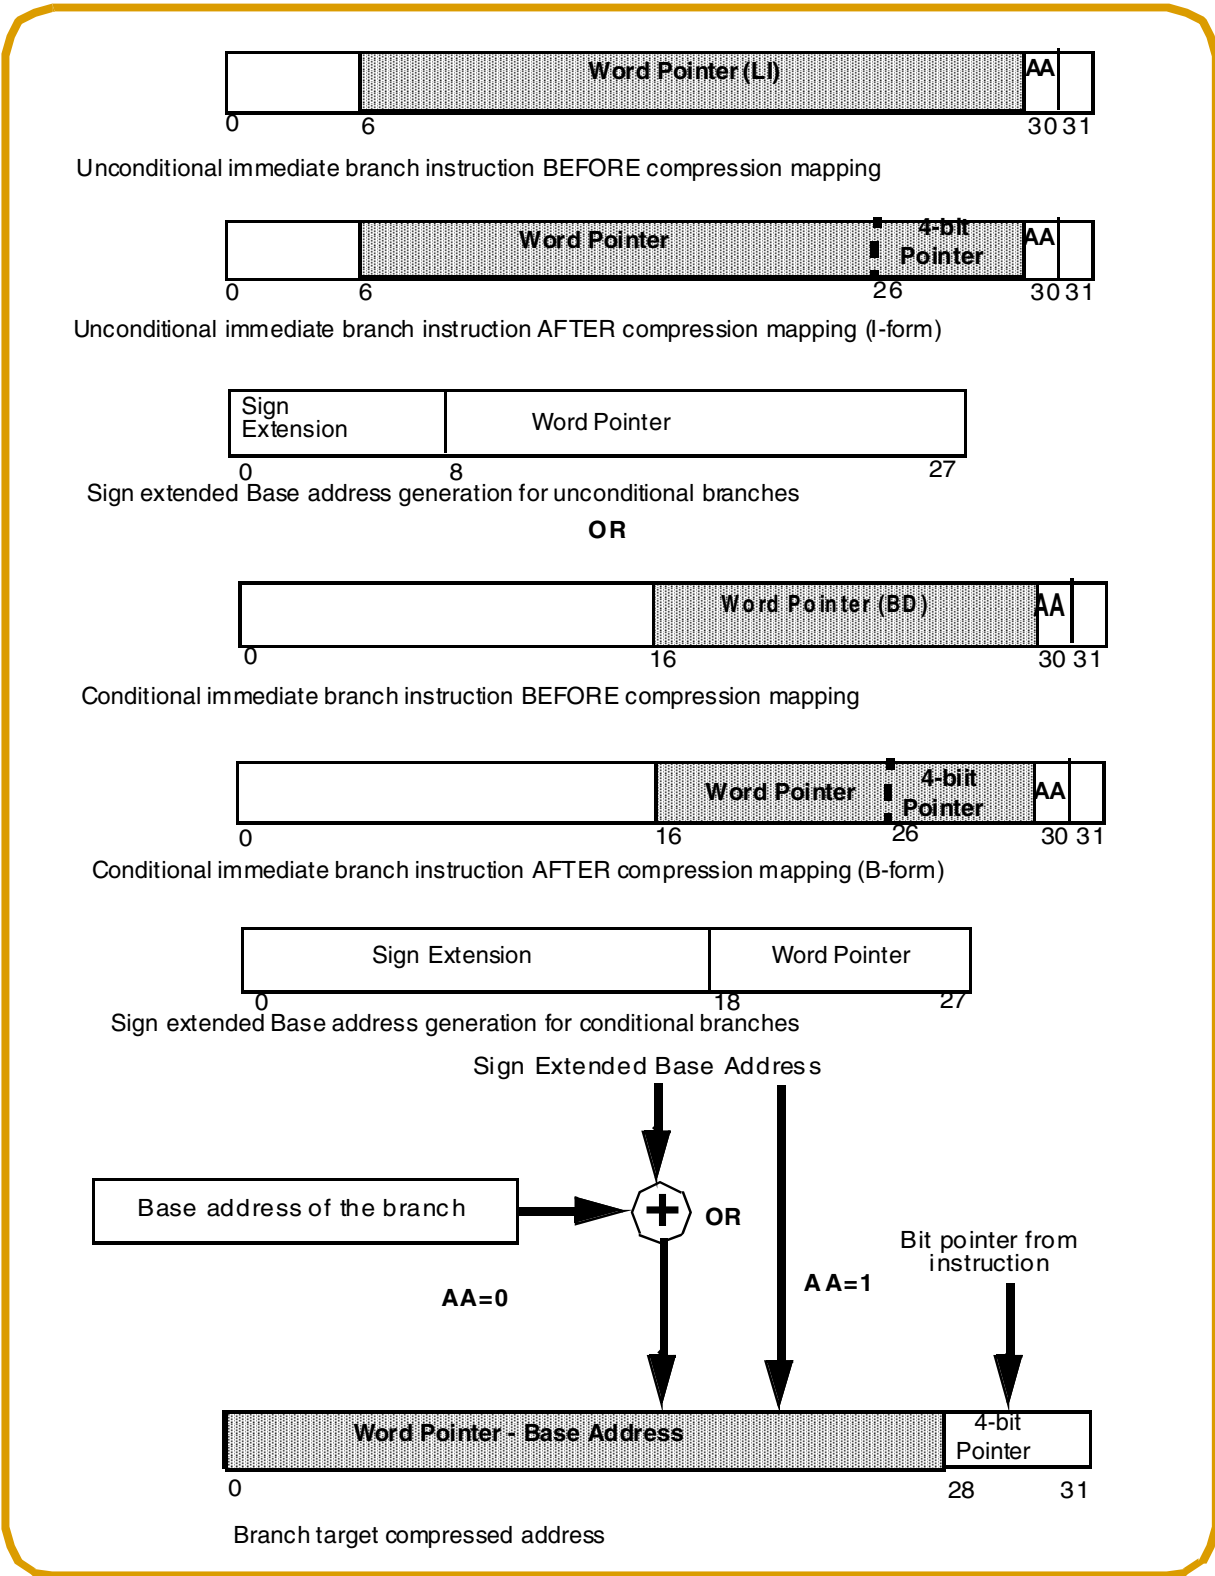 Word Pointer (LI) AA
0 6 30 31
Unconditional immediate branch instruction BEFORE compression mapping
Word Pointer 4-bit Pointer AA
0 6 26 30 31
Unconditional immediate branch instruction AFTER compression mapping (I-form)
Sign Extension Word Pointer
0 8 27
Sign extended Base address generation for unconditional branches
OR
Word Pointer (BD) AA
0 16 30 31
Conditional immediate branch instruction BEFORE compression mapping
Word Pointer 4-biit Pointer AA
0 16 26 30 31
Conditional immediate branch instruction AFTER compression mapping (B-form)
Sign Extension Word Pointer
0 18 27
Sign extended Base address generation for conditional branches
Sign Extended Base Address
Base address of the branch
+ OR
Bit pointer from
instruction
AA=0 AA=1
Word Pointer - Base Address 4-bit Pointer
0 28 31
Branch target compressed address